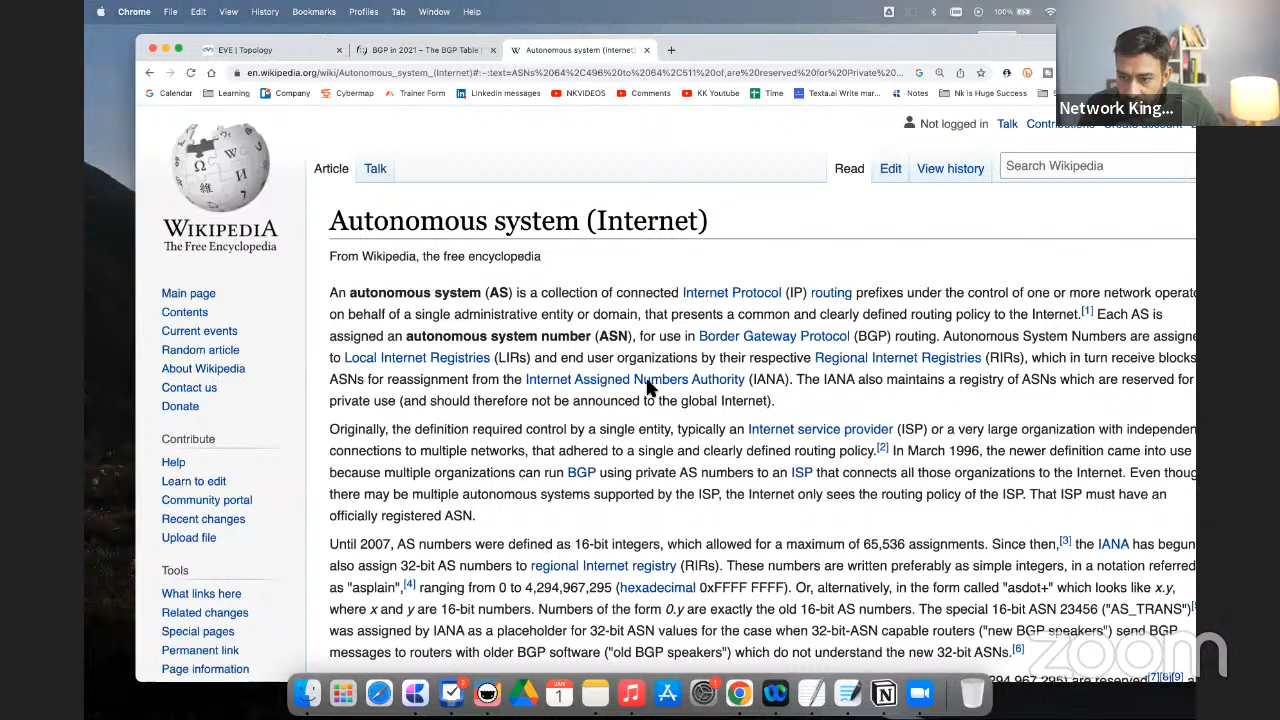 Chrome File Edit View History Bookmarks Profiles Tab Window Help 100%
EVE | Topology BGP in 2021 – The BGP Table Autonomous system (Internet)
en.wikipedia.org/wiki/Autonomous_system_(Internet)#:~:text=ASNs%2064%2C496%20to%2064%2C511%20of,are%20reserved%20for%20Private%20...
Calendar Learning Company Cybermap Trainer Form Linkedin messages NKVIDEOS Comments KK Youtube Time Texta.ai Write mar... Notes Nk is Huge Success
Network King...
Not logged in Talk
Article Talk Read Edit View history Search Wikipedia
WIKIPEDIA
The Free Encyclopedia
Autonomous system (Internet)
From Wikipedia, the free encyclopedia
An autonomous system (AS) is a collection of connected Internet Protocol (IP) routing prefixes under the control of one or more network operato
on behalf of a single administrative entity or domain, that presents a common and clearly defined routing policy to the Internet.[1] Each AS is
assigned an autonomous system number (ASN), for use in Border Gateway Protocol (BGP) routing. Autonomous System Numbers are assigne
to Local Internet Registries (LIRs) and end user organizations by their respective Regional Internet Registries (RIRs), which in turn receive blocks
ASNs for reassignment from the Internet Assigned Numbers Authority (IANA). The IANA also maintains a registry of ASNs which are reserved for
private use (and should therefore not be announced to the global Internet).
Originally, the definition required control by a single entity, typically an Internet service provider (ISP) or a very large organization with independen
connections to multiple networks, that adhered to a single and clearly defined routing policy.[2] In March 1996, the newer definition came into use
because multiple organizations can run BGP using private AS numbers to an ISP that connects all those organizations to the Internet. Even thoug
there may be multiple autonomous systems supported by the ISP, the Internet only sees the routing policy of the ISP. That ISP must have an
officially registered ASN.
Until 2007, AS numbers were defined as 16-bit integers, which allowed for a maximum of 65,536 assignments. Since then,[3] the IANA has begun
also assign 32-bit AS numbers to regional Internet registry (RIRs). These numbers are written preferably as simple integers, in a notation referred
as "asplain",[4] ranging from 0 to 4,294,967,295 (hexadecimal 0xFFFF FFFF). Or, alternatively, in the form called "asdot+" which looks like x.y,
where x and y are 16-bit numbers. Numbers of the form 0.y are exactly the old 16-bit AS numbers. The special 16-bit ASN 23456 ("AS_TRANS")
was assigned by IANA as a placeholder for 32-bit ASN values for the case when 32-bit-ASN capable routers ("new BGP speakers") send BGP
messages to routers with older BGP software ("old BGP speakers") which do not understand the new 32-bit ASNs.[6]
294,967,295) are reserved[7][8][9]
Main page
Contents
Current events
Random article
About Wikipedia
Contact us
Donate
Contribute
Help
Learn to edit
Community portal
Recent changes
Upload file
Tools
What links here
Related changes
Special pages
Permanent link
Page information
zoom
JAN
1
2
1